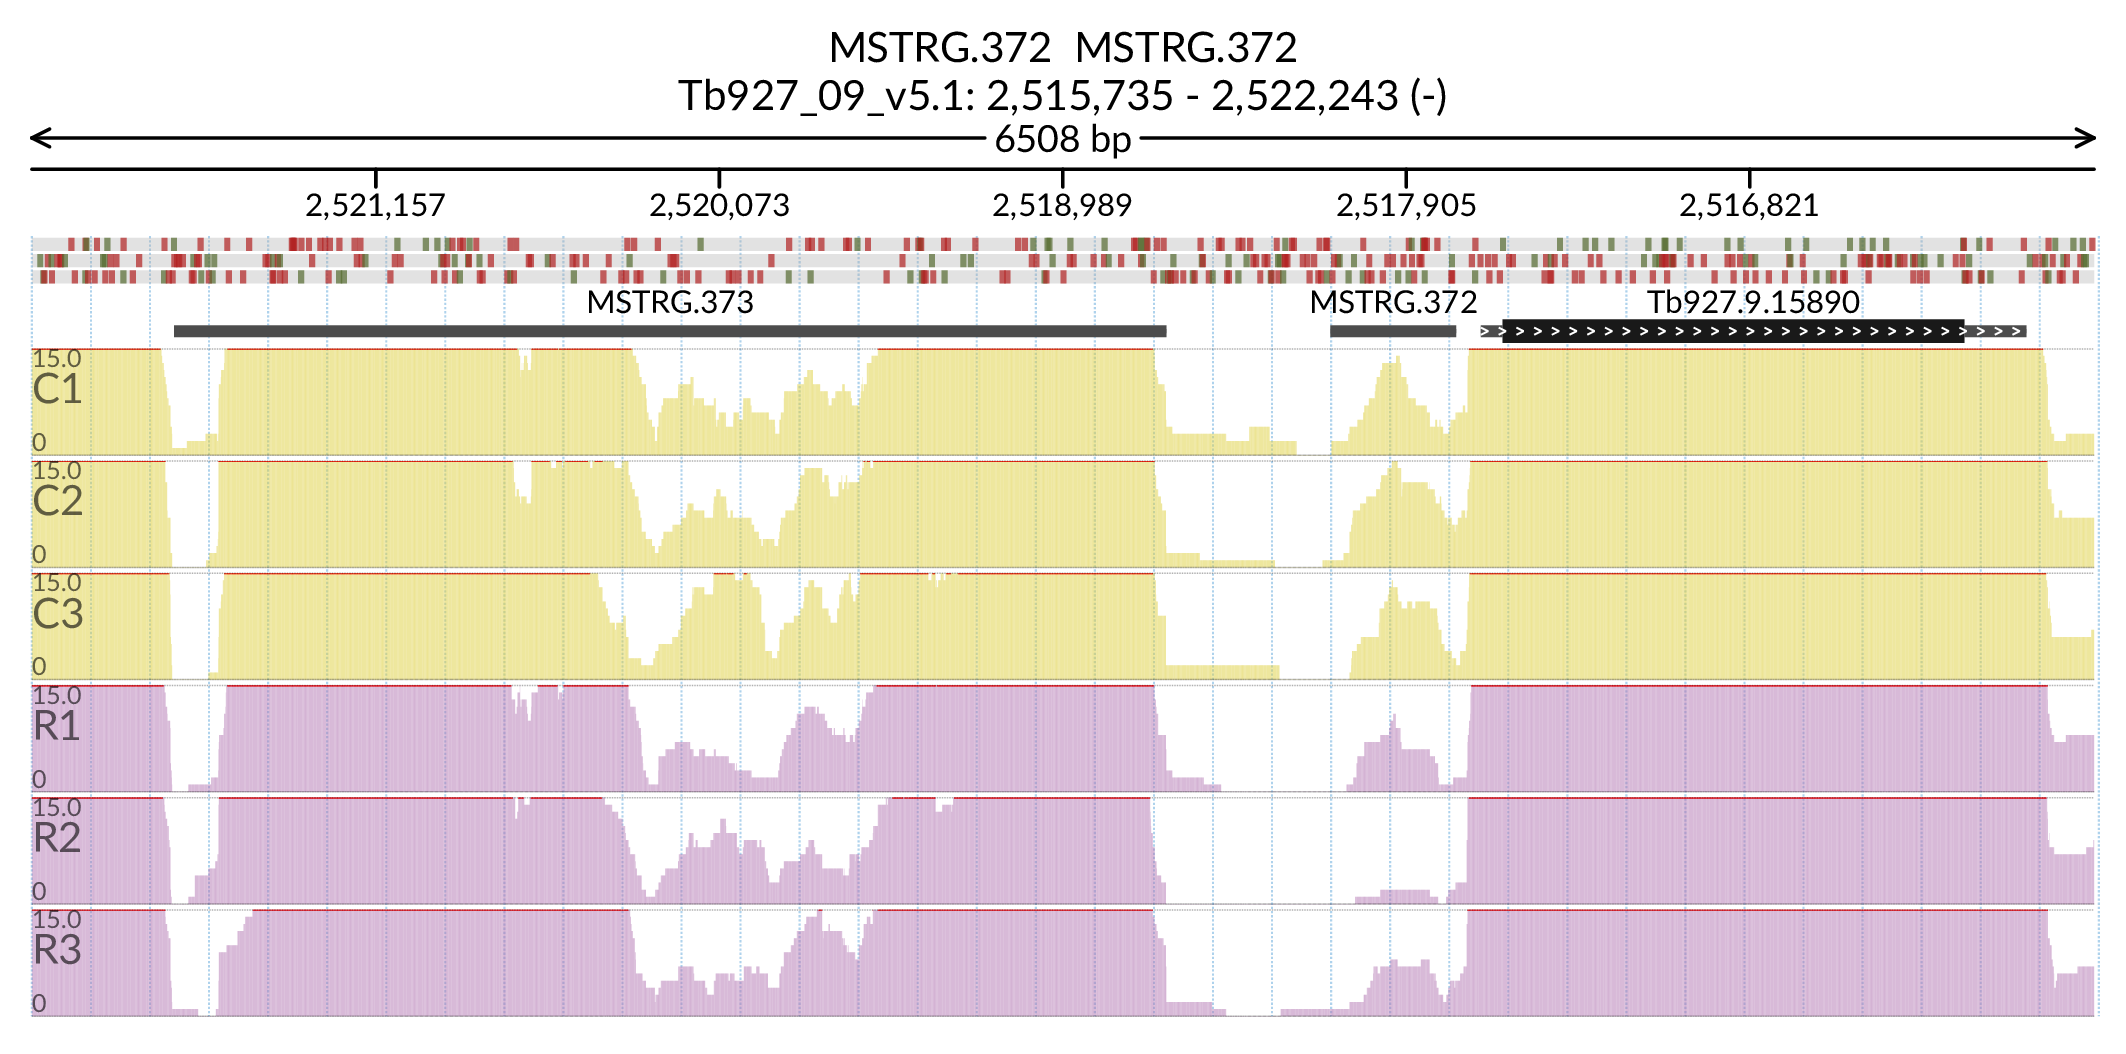 MSTRG.372 MSTRG.372
Tb927_09_v5.1: 2,515,735 - 2,522,243 (-)
6508 bp
2,521,157 2,520,073 2,518,989 2,517,905 2,516,821
MSTRG.373 MSTRG.372 Tb927.9.15890
15.0
C1
0
15.0
C2
0
15.0
C3
0
15.0
R1
0
15.0
R2
0
15.0
R3
0